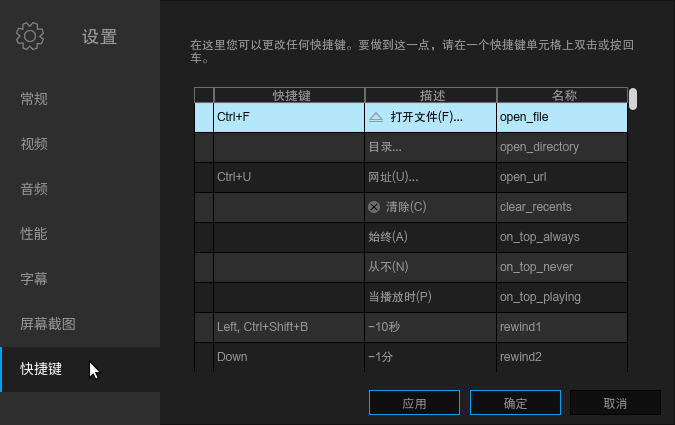 设置
常规
视频
音频
性能
字幕
屏幕截图
快捷键
在这里您可以更改任何快捷键。要做到这一点，请在一个快捷键单元格上双击或按回
车。
快捷键 描述 名称
Ctrl+F 打开文件(F)... open_file
目录... open_directory
Ctrl+U 网址(U)... open_url
清除(C) clear_recents
始终(A) on_top_always
从不(N) on_top_never
当播放时(P) on_top_playing
Left, Ctrl+Shift+B -10秒 rewind1
Down -1分 rewind2
应用 确定 取消